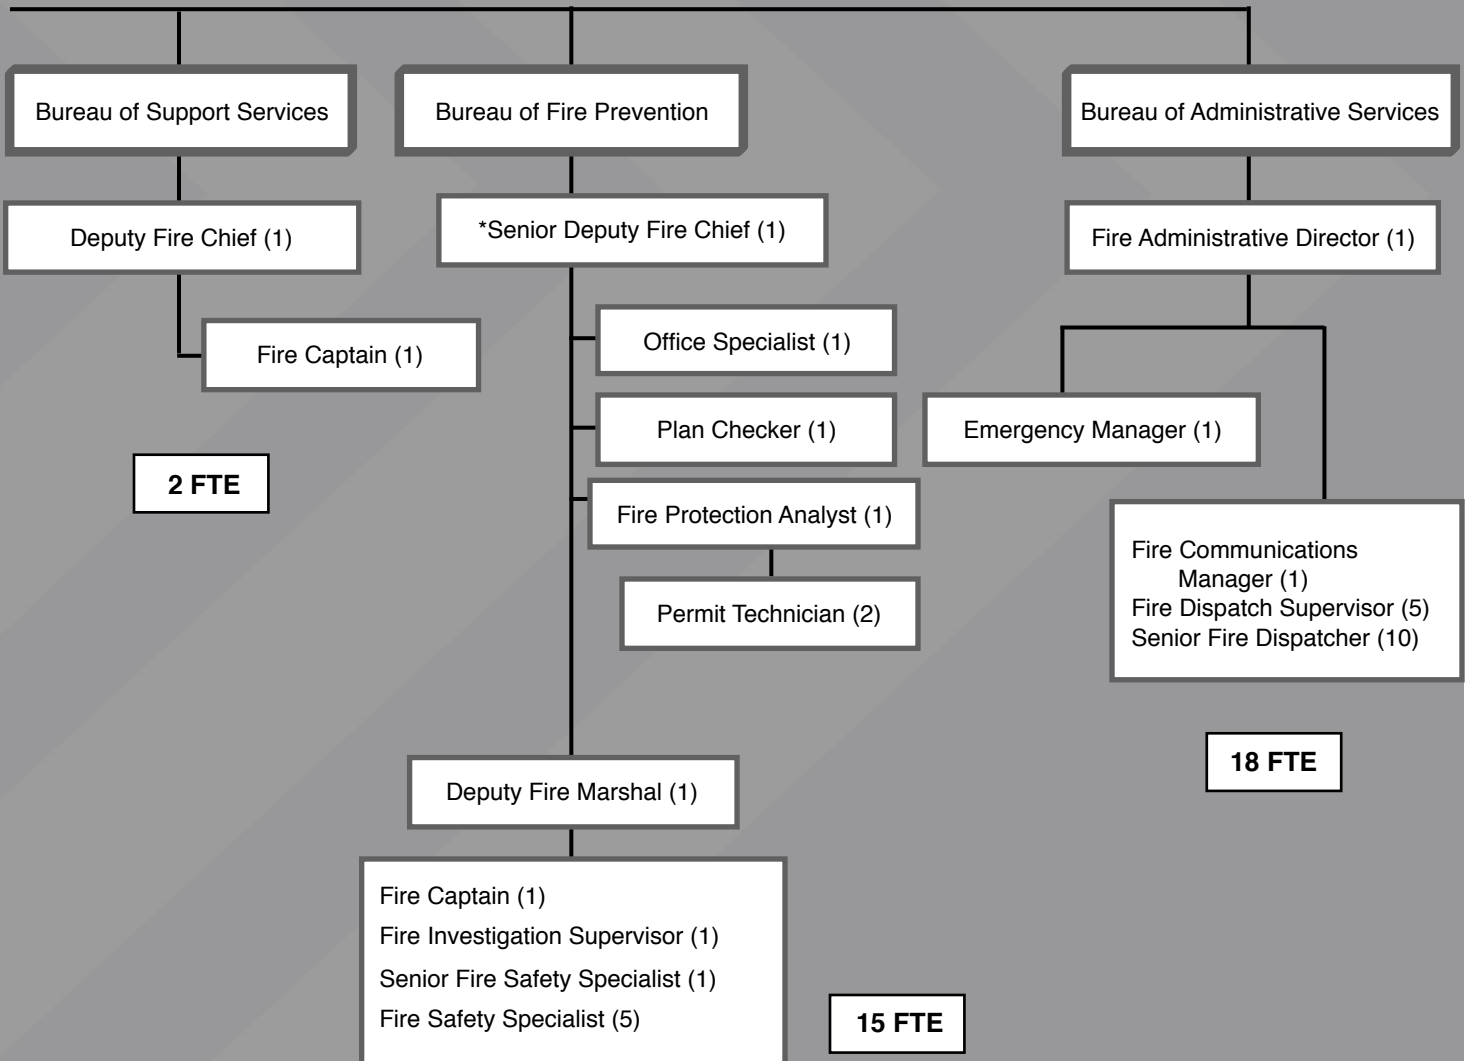 Bureau of Support Services
Deputy Fire Chief (1)
Fire Captain (1)
2 FTE
Bureau of Fire Prevention
*Senior Deputy Fire Chief (1)
Office Specialist (1)
Plan Checker (1)
Fire Protection Analyst (1)
Permit Technician (2)
Deputy Fire Marshal (1)
Fire Captain (1)
Fire Investigation Supervisor (1)
Senior Fire Safety Specialist (1)
Fire Safety Specialist (5)
15 FTE
Bureau of Administrative Services
Fire Administrative Director (1)
Emergency Manager (1)
Fire Communications
Manager (1)
Fire Dispatch Supervisor (5)
Senior Fire Dispatcher (10)
18 FTE